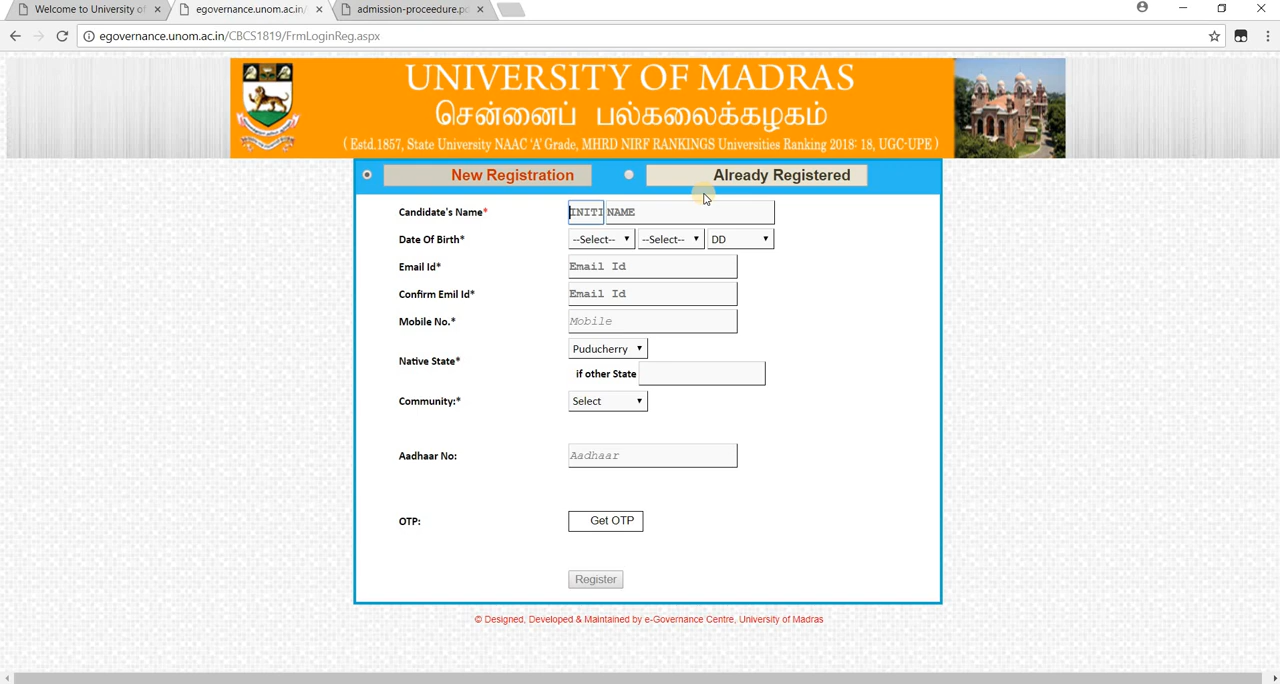 Welcome to University of
egovernance.unom.ac.in/
admission-proceedure.pd
egovernance.unom.ac.in/CBCS1819/FrmLoginReg.aspx
UNIVERSITY OF MADRAS
சென்னைப் பல்கலைக்கழகம்
( Estd.1857, State University NAAC 'A' Grade, MHRD NIRF RANKINGS Universities Ranking 2018: 18, UGC-UPE )
New Registration Already Registered
Candidate's Name* INITI NAME
Date Of Birth* --Select-- --Select-- DD
Email Id* Email Id
Confirm Emil Id* Email Id
Mobile No.* Mobile
Puducherry
Native State*
if other State
Community:* Select
Aadhaar No: Aadhaar
OTP: Get OTP
Register
© Designed, Developed & Maintained by e-Governance Centre, University of Madras